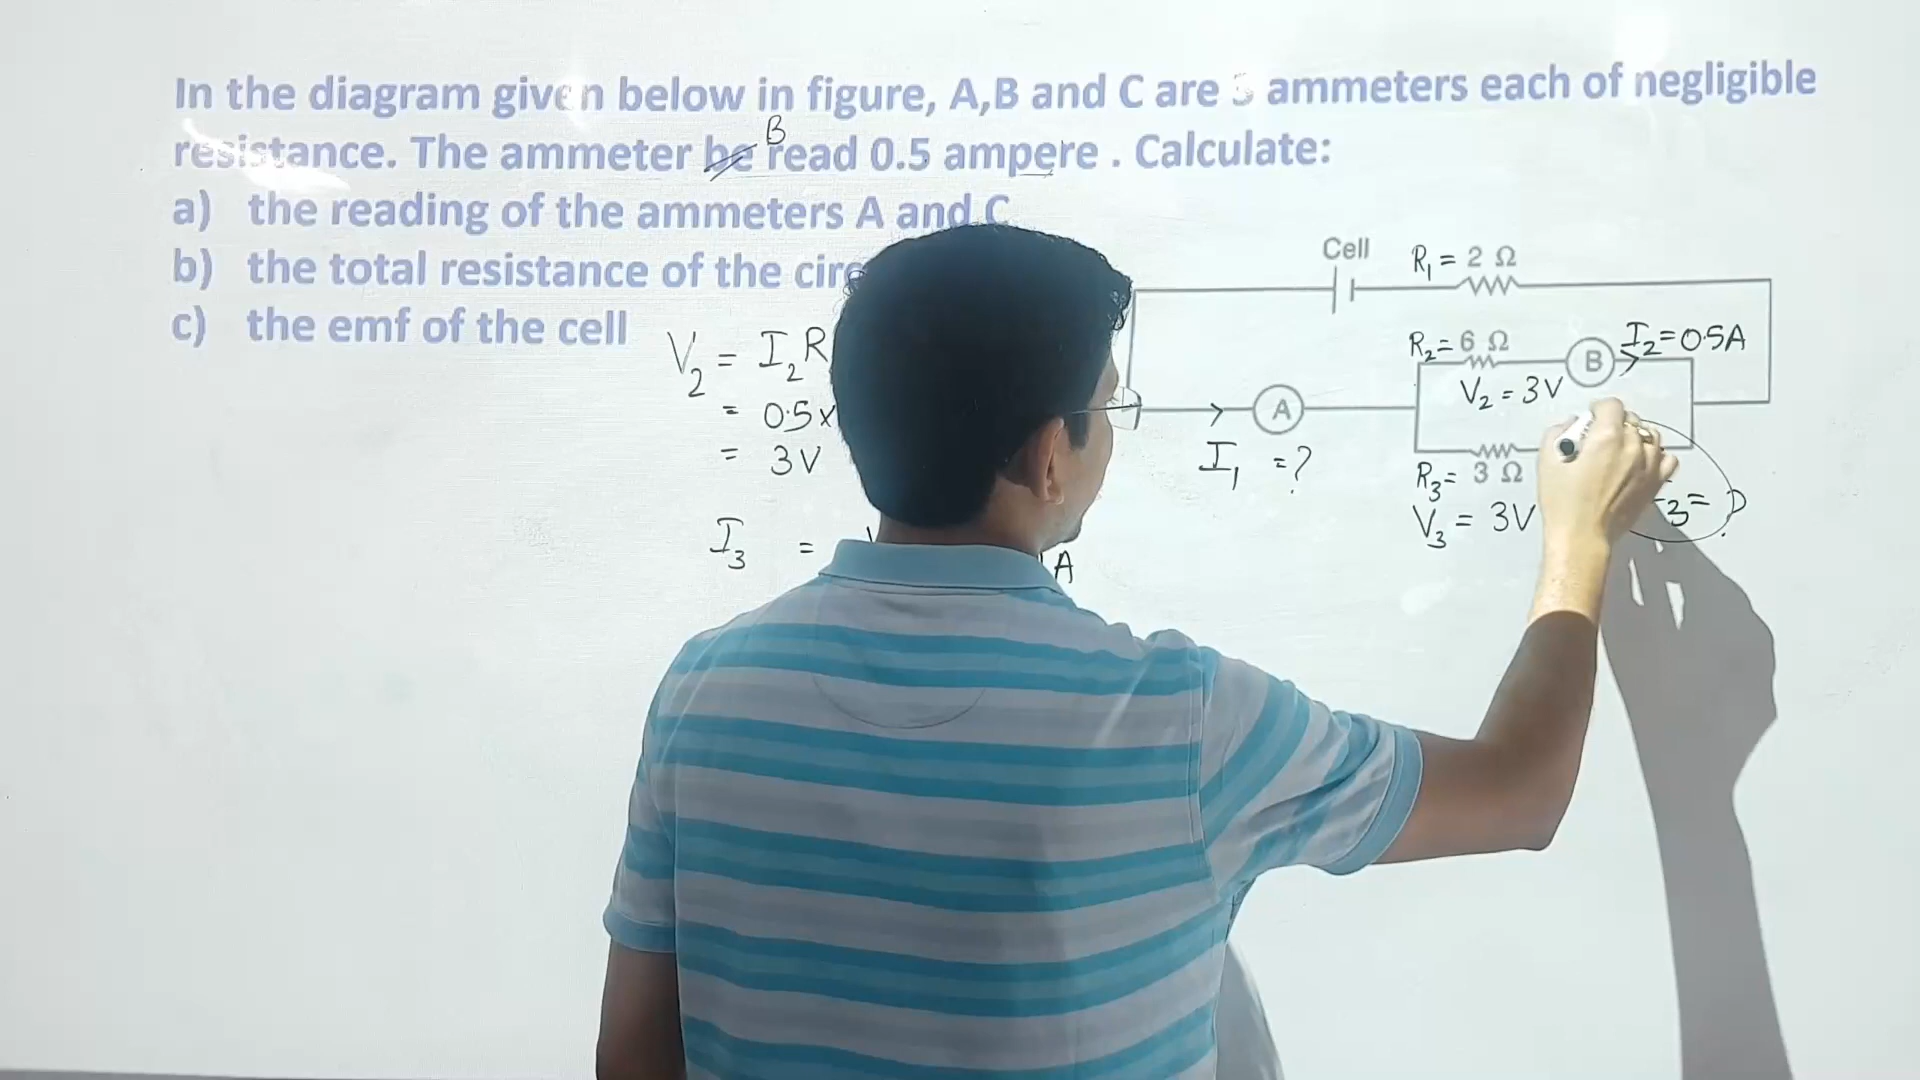 In the diagram given below in figure, A,B and C are 3 ammeters each of negligible
B
resistance. The ammeter be read 0.5 ampere . Calculate:
a) the reading of the ammeters A and C
b) the total resistance of the
c) the emf of the cell
V₂ = I₂R
= 0.5x
= 3V
I₃ =
A
Cell R₁ = 2 Ω
R₂= 6 Ω B I₂=0.5A
V₂ = 3V
A
I₁ =?
R₃= 3 Ω
V₃ = 3V
₃= ?